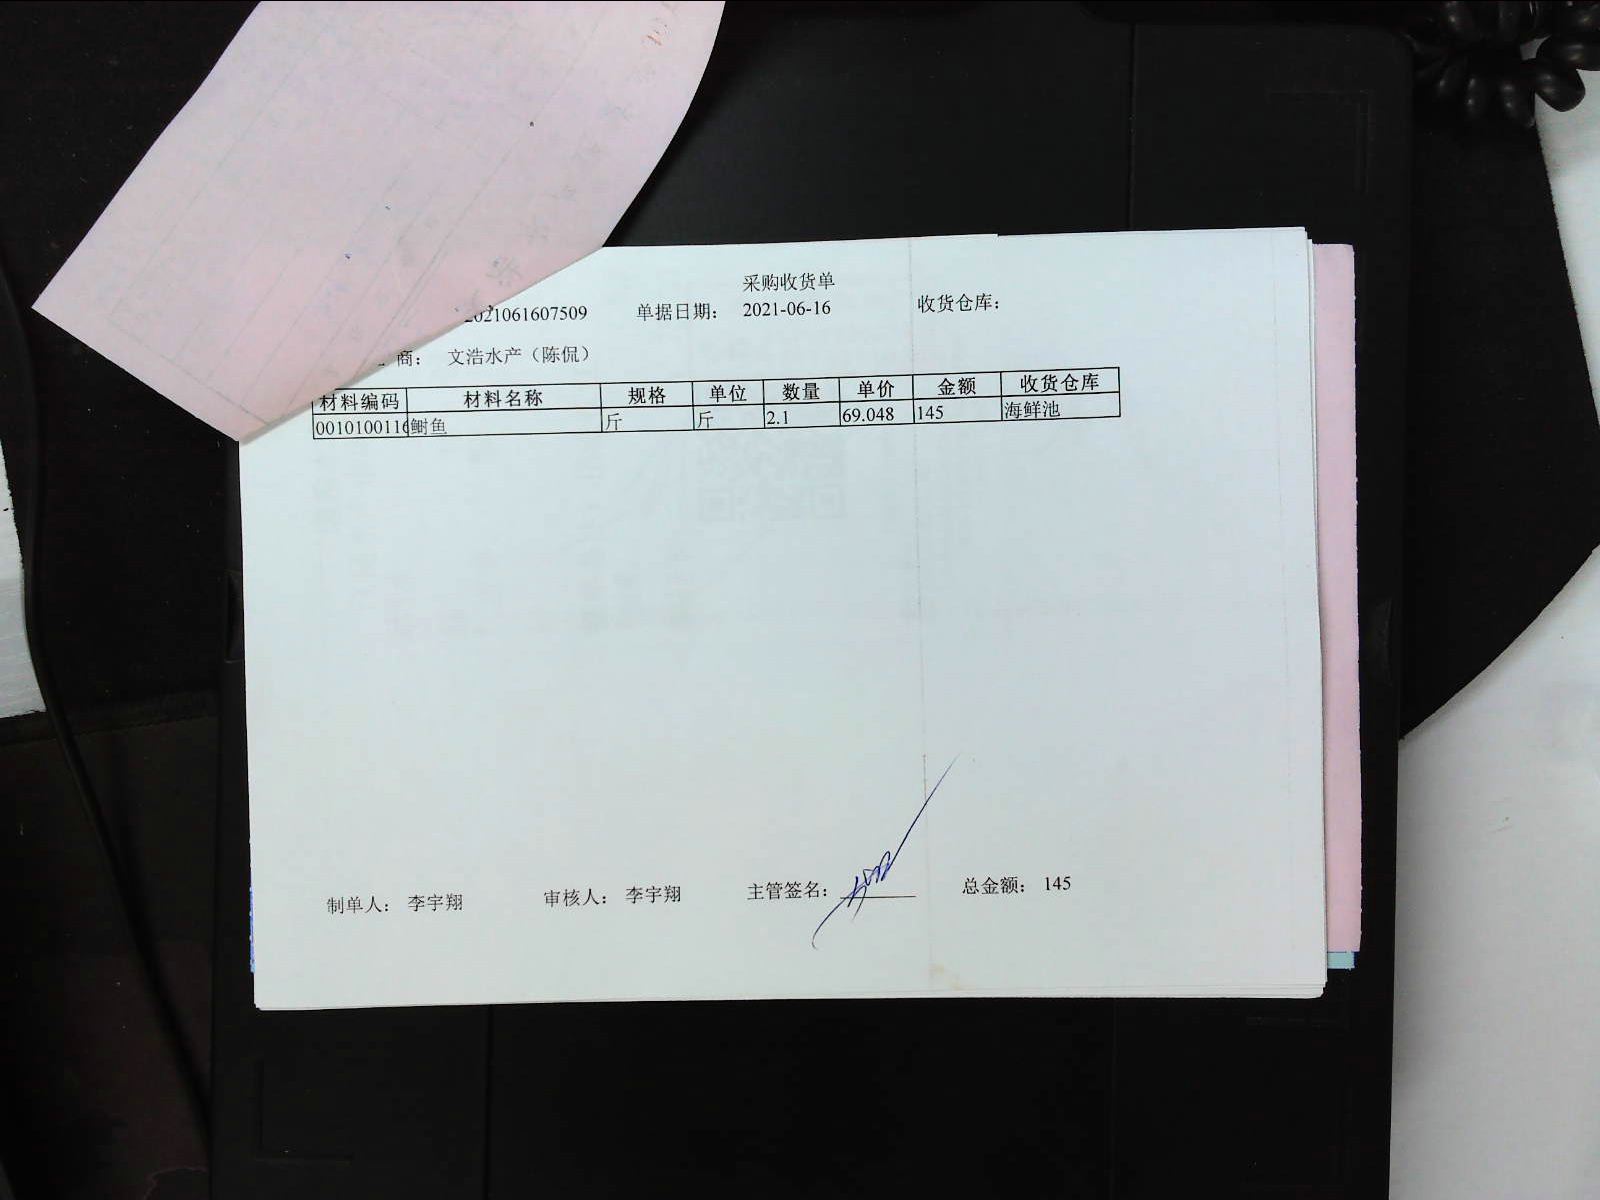 采购收货单
2021061607509 单据日期： 2021-06-16 收货仓库：
商： 文浩水产（陈侃）
材料编码 材料名称 规格 单位 数量 单价 金额 收货仓库
0010100116 鲥鱼 斤 斤 2.1 69.048 145 海鲜池
制单人： 李宇翔 审核人： 李宇翔 主管签名： 总金额： 145